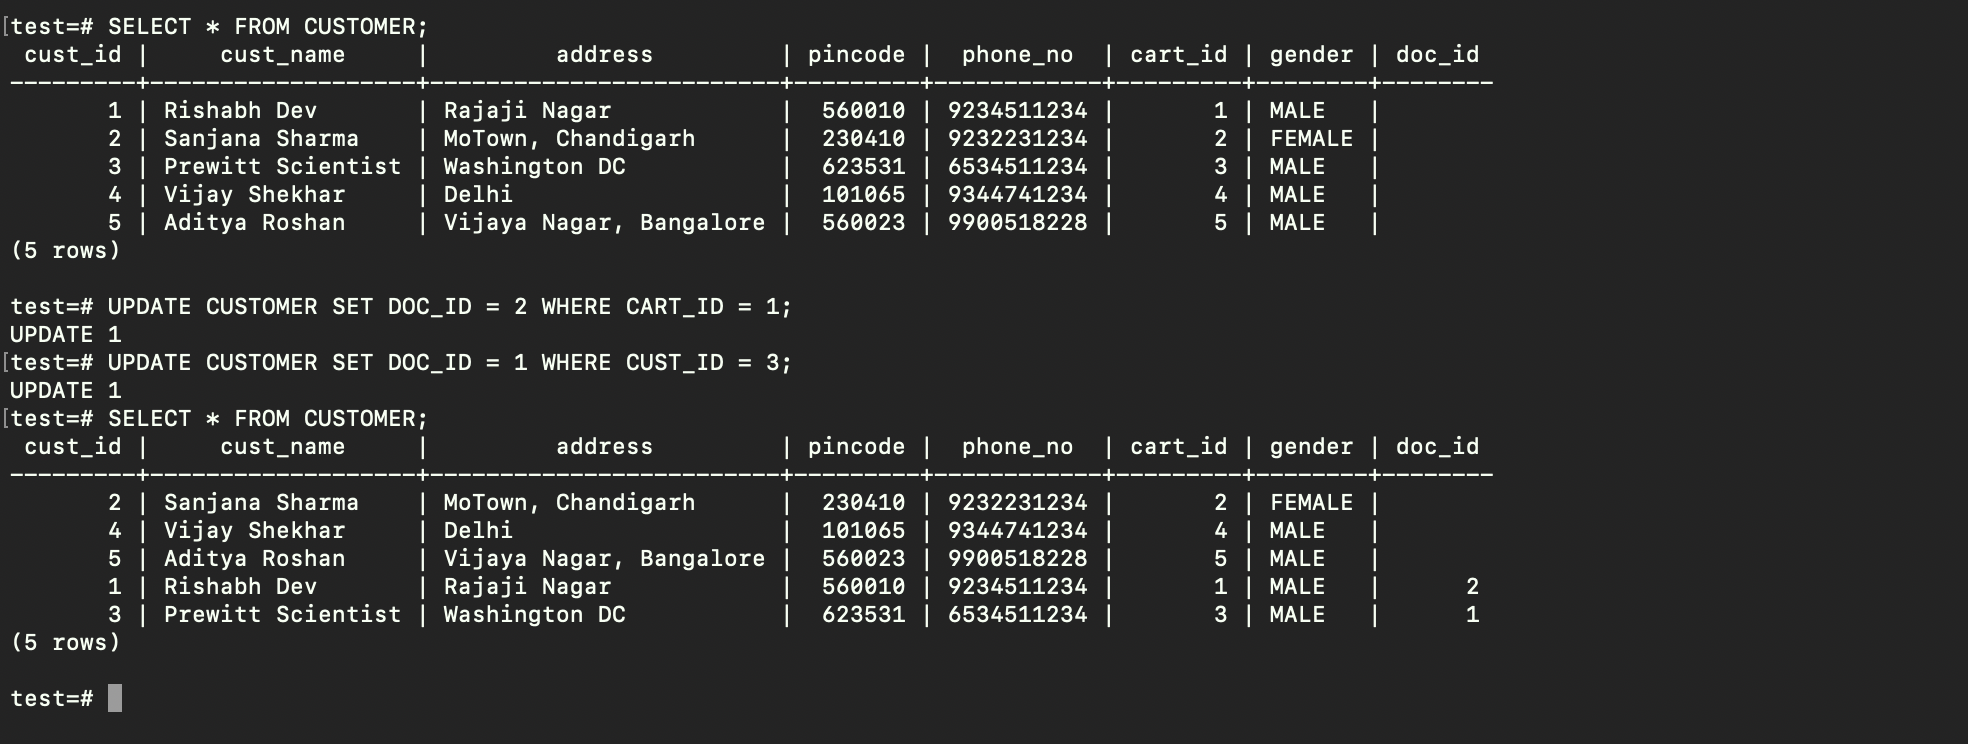 [test=# SELECT * FROM CUSTOMER;
 cust_id |     cust_name     |         address          | pincode |  phone_no  | cart_id | gender | doc_id
---------+-------------------+--------------------------+---------+------------+---------+--------+--------
       1 | Rishabh Dev       | Rajaji Nagar             |  560010 | 9234511234 |       1 | MALE   |
       2 | Sanjana Sharma    | MoTown, Chandigarh       |  230410 | 9232231234 |       2 | FEMALE |
       3 | Prewitt Scientist | Washington DC            |  623531 | 6534511234 |       3 | MALE   |
       4 | Vijay Shekhar     | Delhi                    |  101065 | 9344741234 |       4 | MALE   |
       5 | Aditya Roshan     | Vijaya Nagar, Bangalore  |  560023 | 9900518228 |       5 | MALE   |
(5 rows)
test=# UPDATE CUSTOMER SET DOC_ID = 2 WHERE CART_ID = 1;
UPDATE 1
[test=# UPDATE CUSTOMER SET DOC_ID = 1 WHERE CUST_ID = 3;
UPDATE 1
[test=# SELECT * FROM CUSTOMER;
 cust_id |     cust_name     |         address          | pincode |  phone_no  | cart_id | gender | doc_id
---------+-------------------+--------------------------+---------+------------+---------+--------+--------
       2 | Sanjana Sharma    | MoTown, Chandigarh       |  230410 | 9232231234 |       2 | FEMALE |
       4 | Vijay Shekhar     | Delhi                    |  101065 | 9344741234 |       4 | MALE   |
       5 | Aditya Roshan     | Vijaya Nagar, Bangalore  |  560023 | 9900518228 |       5 | MALE   |
       1 | Rishabh Dev       | Rajaji Nagar             |  560010 | 9234511234 |       1 | MALE   |      2
       3 | Prewitt Scientist | Washington DC            |  623531 | 6534511234 |       3 | MALE   |      1
(5 rows)
test=#